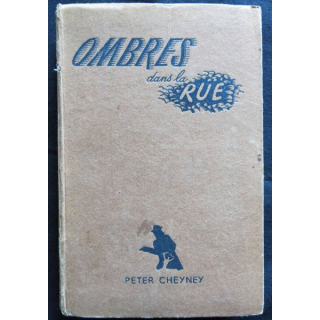 OMBRES
dans la
RUE
PETER CHEYNEY